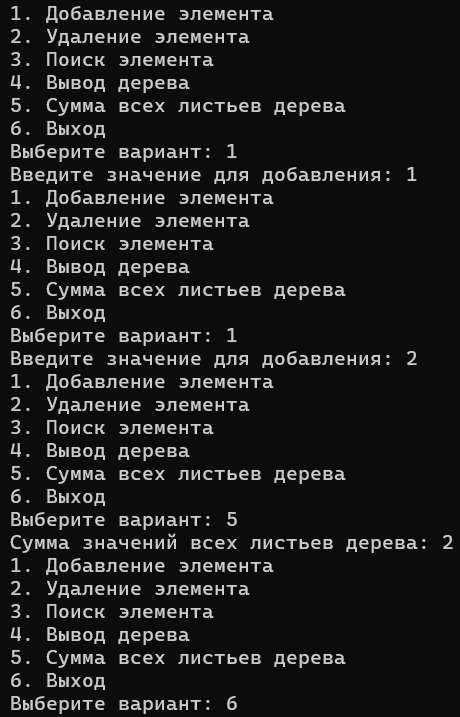 1. Добавление элемента
2. Удаление элемента
3. Поиск элемента
4. Вывод дерева
5. Сумма всех листьев дерева
6. Выход
Выберите вариант: 1
Введите значение для добавления: 1
1. Добавление элемента
2. Удаление элемента
3. Поиск элемента
4. Вывод дерева
5. Сумма всех листьев дерева
6. Выход
Выберите вариант: 1
Введите значение для добавления: 2
1. Добавление элемента
2. Удаление элемента
3. Поиск элемента
4. Вывод дерева
5. Сумма всех листьев дерева
6. Выход
Выберите вариант: 5
Сумма значений всех листьев дерева: 2
1. Добавление элемента
2. Удаление элемента
3. Поиск элемента
4. Вывод дерева
5. Сумма всех листьев дерева
6. Выход
Выберите вариант: 6